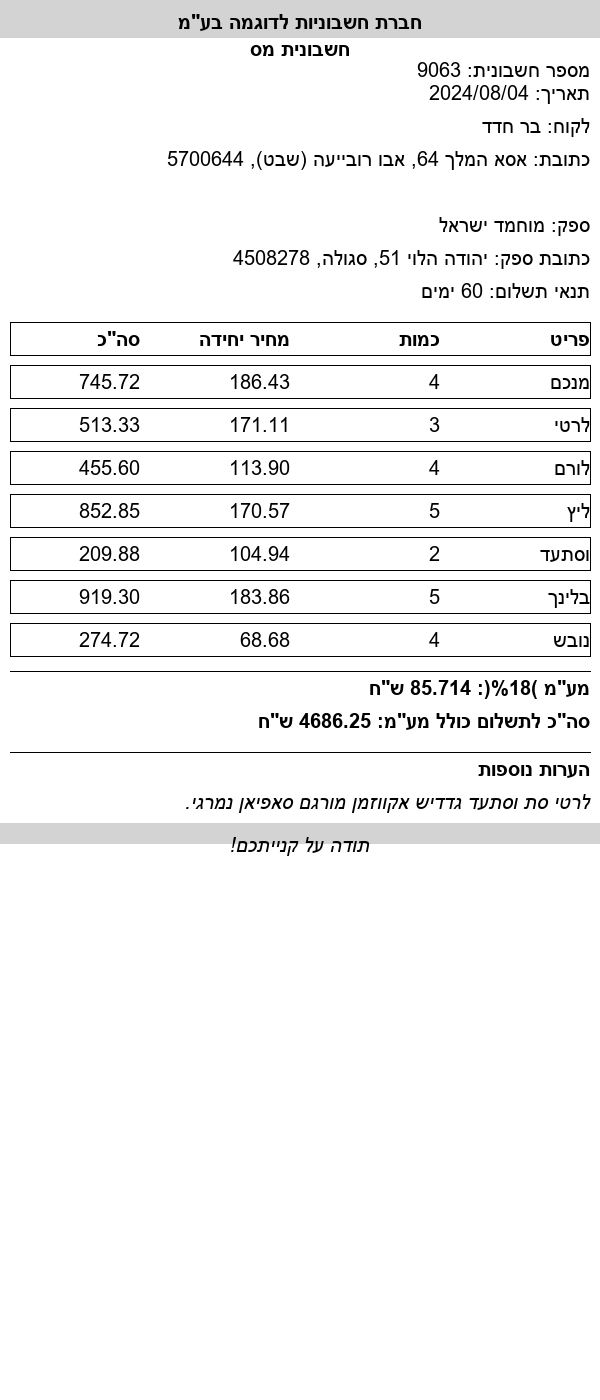 חברת חשבוניות לדוגמה בע"מ
חשבונית מס
מספר חשבונית: 9063
תאריך: 2024/08/04
לקוח: בר חדד
כתובת: אסא המלך 64, אבו רובייעה (שבט), 5700644
ספק: מוחמד ישראל
כתובת ספק: יהודה הלוי 51, סגולה, 4508278
תנאי תשלום: 60 ימים
פריט כמות מחיר יחידה סה"כ
מנכם 4 186.43 745.72
לרטי 3 171.11 513.33
לורם 4 113.90 455.60
ליץ 5 170.57 852.85
וסתעד 2 104.94 209.88
בלינך 5 183.86 919.30
נובש 4 68.68 274.72
מע"מ )18%(: 85.714 ש"ח
סה"כ לתשלום כולל מע"מ: 4686.25 ש"ח
הערות נוספות
לרטי סת וסתעד גדדיש אקווזמן מורגם סאפיאן נמרגי.
תודה על קנייתכם!